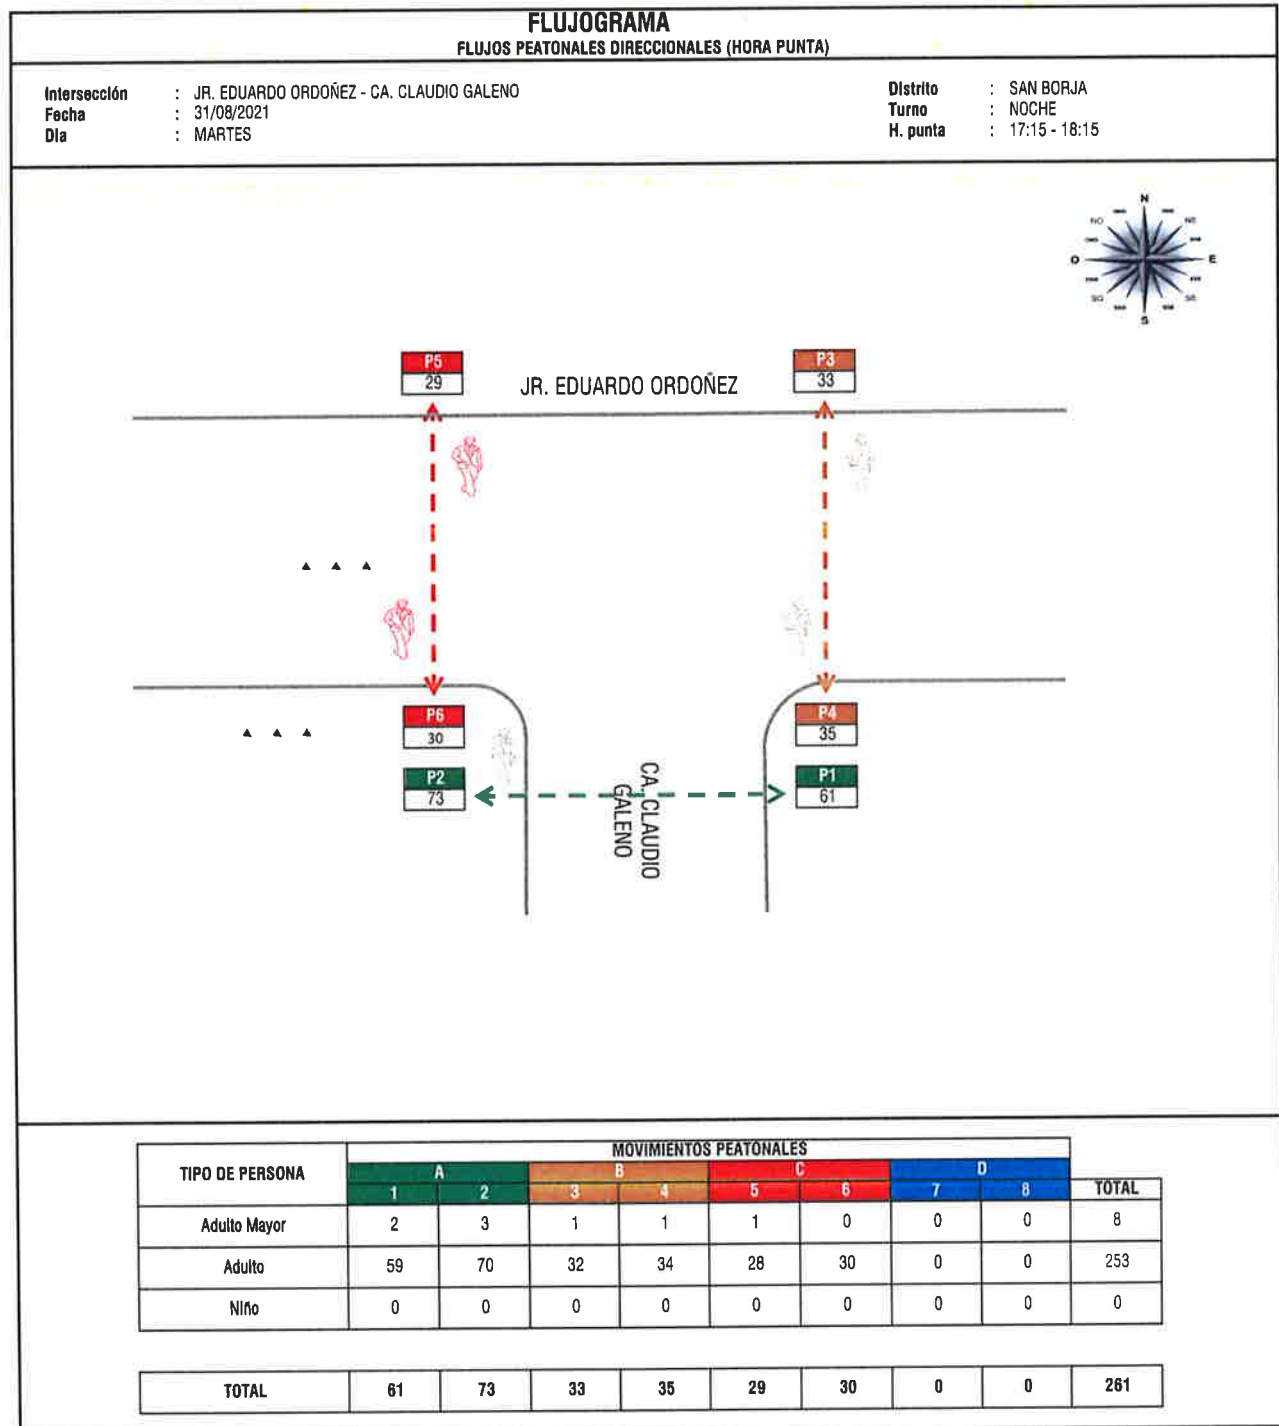 FLUJOGRAMA
FLUJOS PEATONALES DIRECCIONALES (HORA PUNTA)
Intersección : JR. EDUARDO ORDOÑEZ - CA. CLAUDIO GALENO
Fecha : 31/08/2021
Dia : MARTES
Distrito : SAN BORJA
Turno : NOCHE
H. punta : 17:15 - 18:15
N
NO NE
O E
SO SE
S
P5
29
JR. EDUARDO ORDOÑEZ
P3
33
P6
30
P4
35
P2
73
P1
61
CA. CLAUDIO
GALENO
TIPO DE PERSONA MOVIMIENTOS PEATONALES
A B C D
1 2 3 4 5 6 7 8 TOTAL
Adulto Mayor 2 3 1 1 1 0 0 0 8
Adulto 59 70 32 34 28 30 0 0 253
Niño 0 0 0 0 0 0 0 0 0
TOTAL 61 73 33 35 29 30 0 0 261